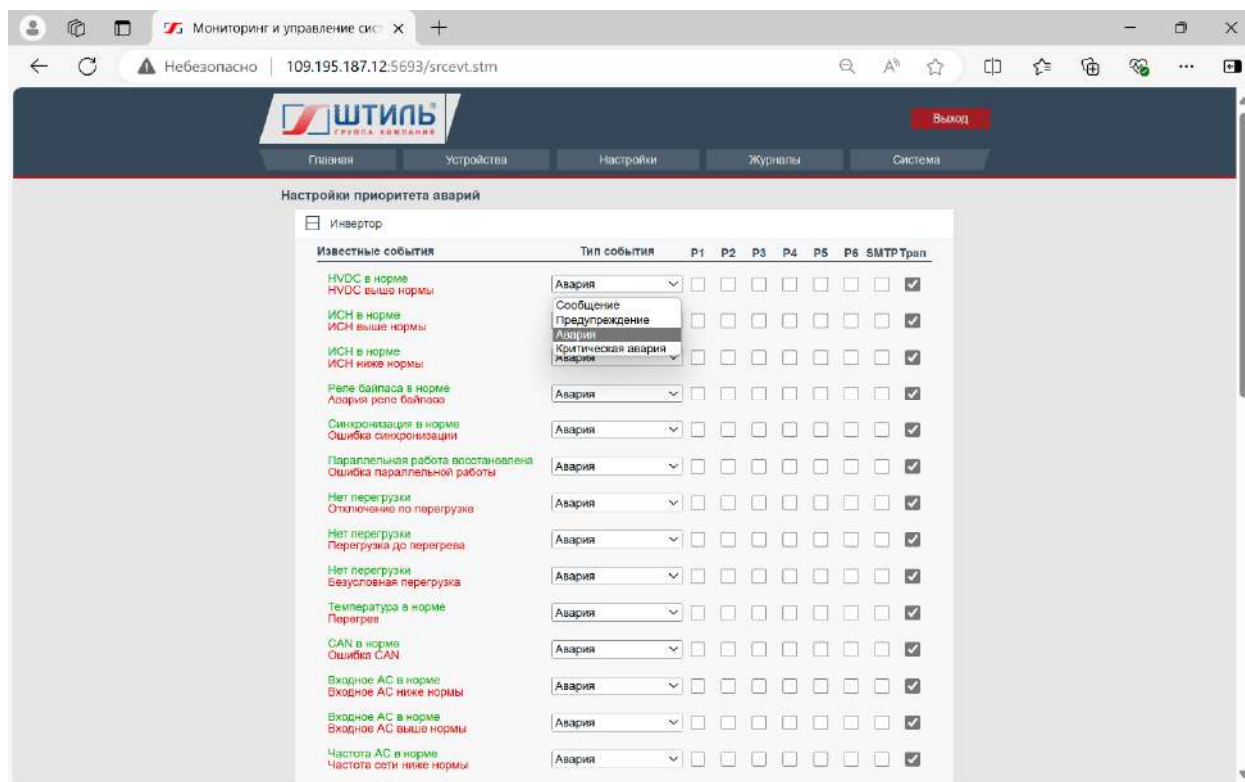 Мониторинг и управление сис
Небезопасно 109.195.187.12:5693/srcevt.stm
ШТИЛЬ
ГРУППА КОМПАНИЙ
Выход
Главная Устройства Настройки Журналы Система
Настройки приоритета аварий
Инвертор
Известные события Тип события P1 P2 P3 P4 P5 P6 SMTP Трап
HVDC в норме
HVDC выше нормы
Авария
Сообщение
Предупреждение
Авария
Критическая авария
ИСН в норме
ИСН выше нормы
ИСН в норме
ИСН ниже нормы
Авария
Реле байпаса в норме
Авария реле байпаса
Авария
Синхронизация в норме
Ошибка синхронизации
Авария
Параллельная работа восстановлена
Ошибка параллельной работы
Авария
Нет перегрузки
Отключение по перегрузке
Авария
Нет перегрузки
Перегрузка до перегрева
Авария
Нет перегрузки
Безусловная перегрузка
Авария
Температура в норме
Перегрев
Авария
CAN в норме
Ошибка CAN
Авария
Входное АС в норме
Входное АС ниже нормы
Авария
Входное АС в норме
Входное АС выше нормы
Авария
Частота АС в норме
Частота сети ниже нормы
Авария